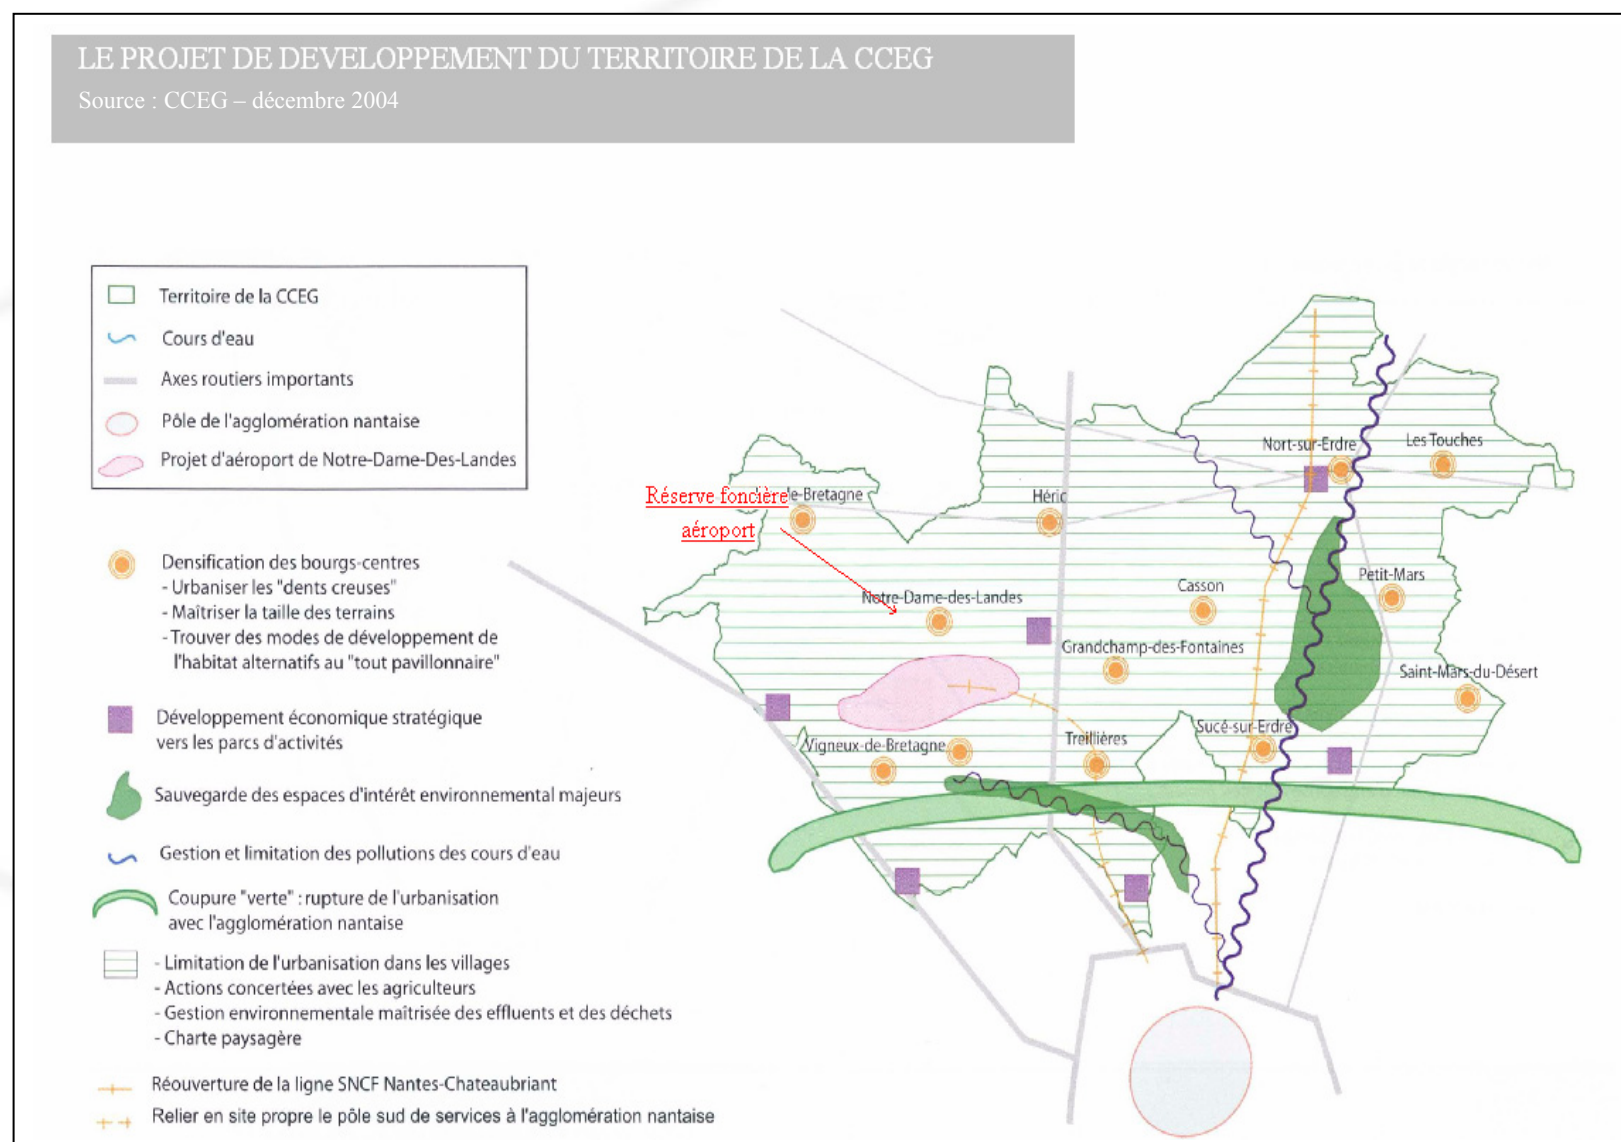 LE PROJET DE DEVELOPPEMENT DU TERRITOIRE DE LA CCEG
Source : CCEG – décembre 2004
Territoire de la CCEG
Cours d'eau
Axes routiers importants
Pôle de l'agglomération nantaise
Projet d'aéroport de Notre-Dame-Des-Landes
Densification des bourgs-centres
- Urbaniser les "dents creuses"
- Maîtriser la taille des terrains
- Trouver des modes de développement de
l'habitat alternatifs au "tout pavillonnaire"
Développement économique stratégique
vers les parcs d'activités
Sauvegarde des espaces d'intérêt environnemental majeurs
Gestion et limitation des pollutions des cours d'eau
Coupure "verte" : rupture de l'urbanisation
avec l'agglomération nantaise
- Limitation de l'urbanisation dans les villages
- Actions concertées avec les agriculteurs
- Gestion environnementale maîtrisée des effluents et des déchets
- Charte paysagère
Réouverture de la ligne SNCF Nantes-Chateaubriant
Relier en site propre le pôle sud de services à l'agglomération nantaise
Nort-sur-Erdre
Les Touches
Réserve foncière
aéroport
de-Bretagne
Héric
Petit-Mars
Casson
Notre-Dame-des-Landes
Grandchamp-des-Fontaines
Saint-Mars-du-Désert
Sucé-sur-Erdre
Treillières
Vigneux-de-Bretagne